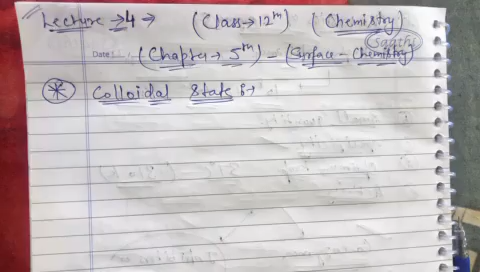 Lecture → 4 → (Class → 12th) (Chemistry)
Date
(Chapter → 5th) - (Surface - Chemistry)
* Colloidal State :→